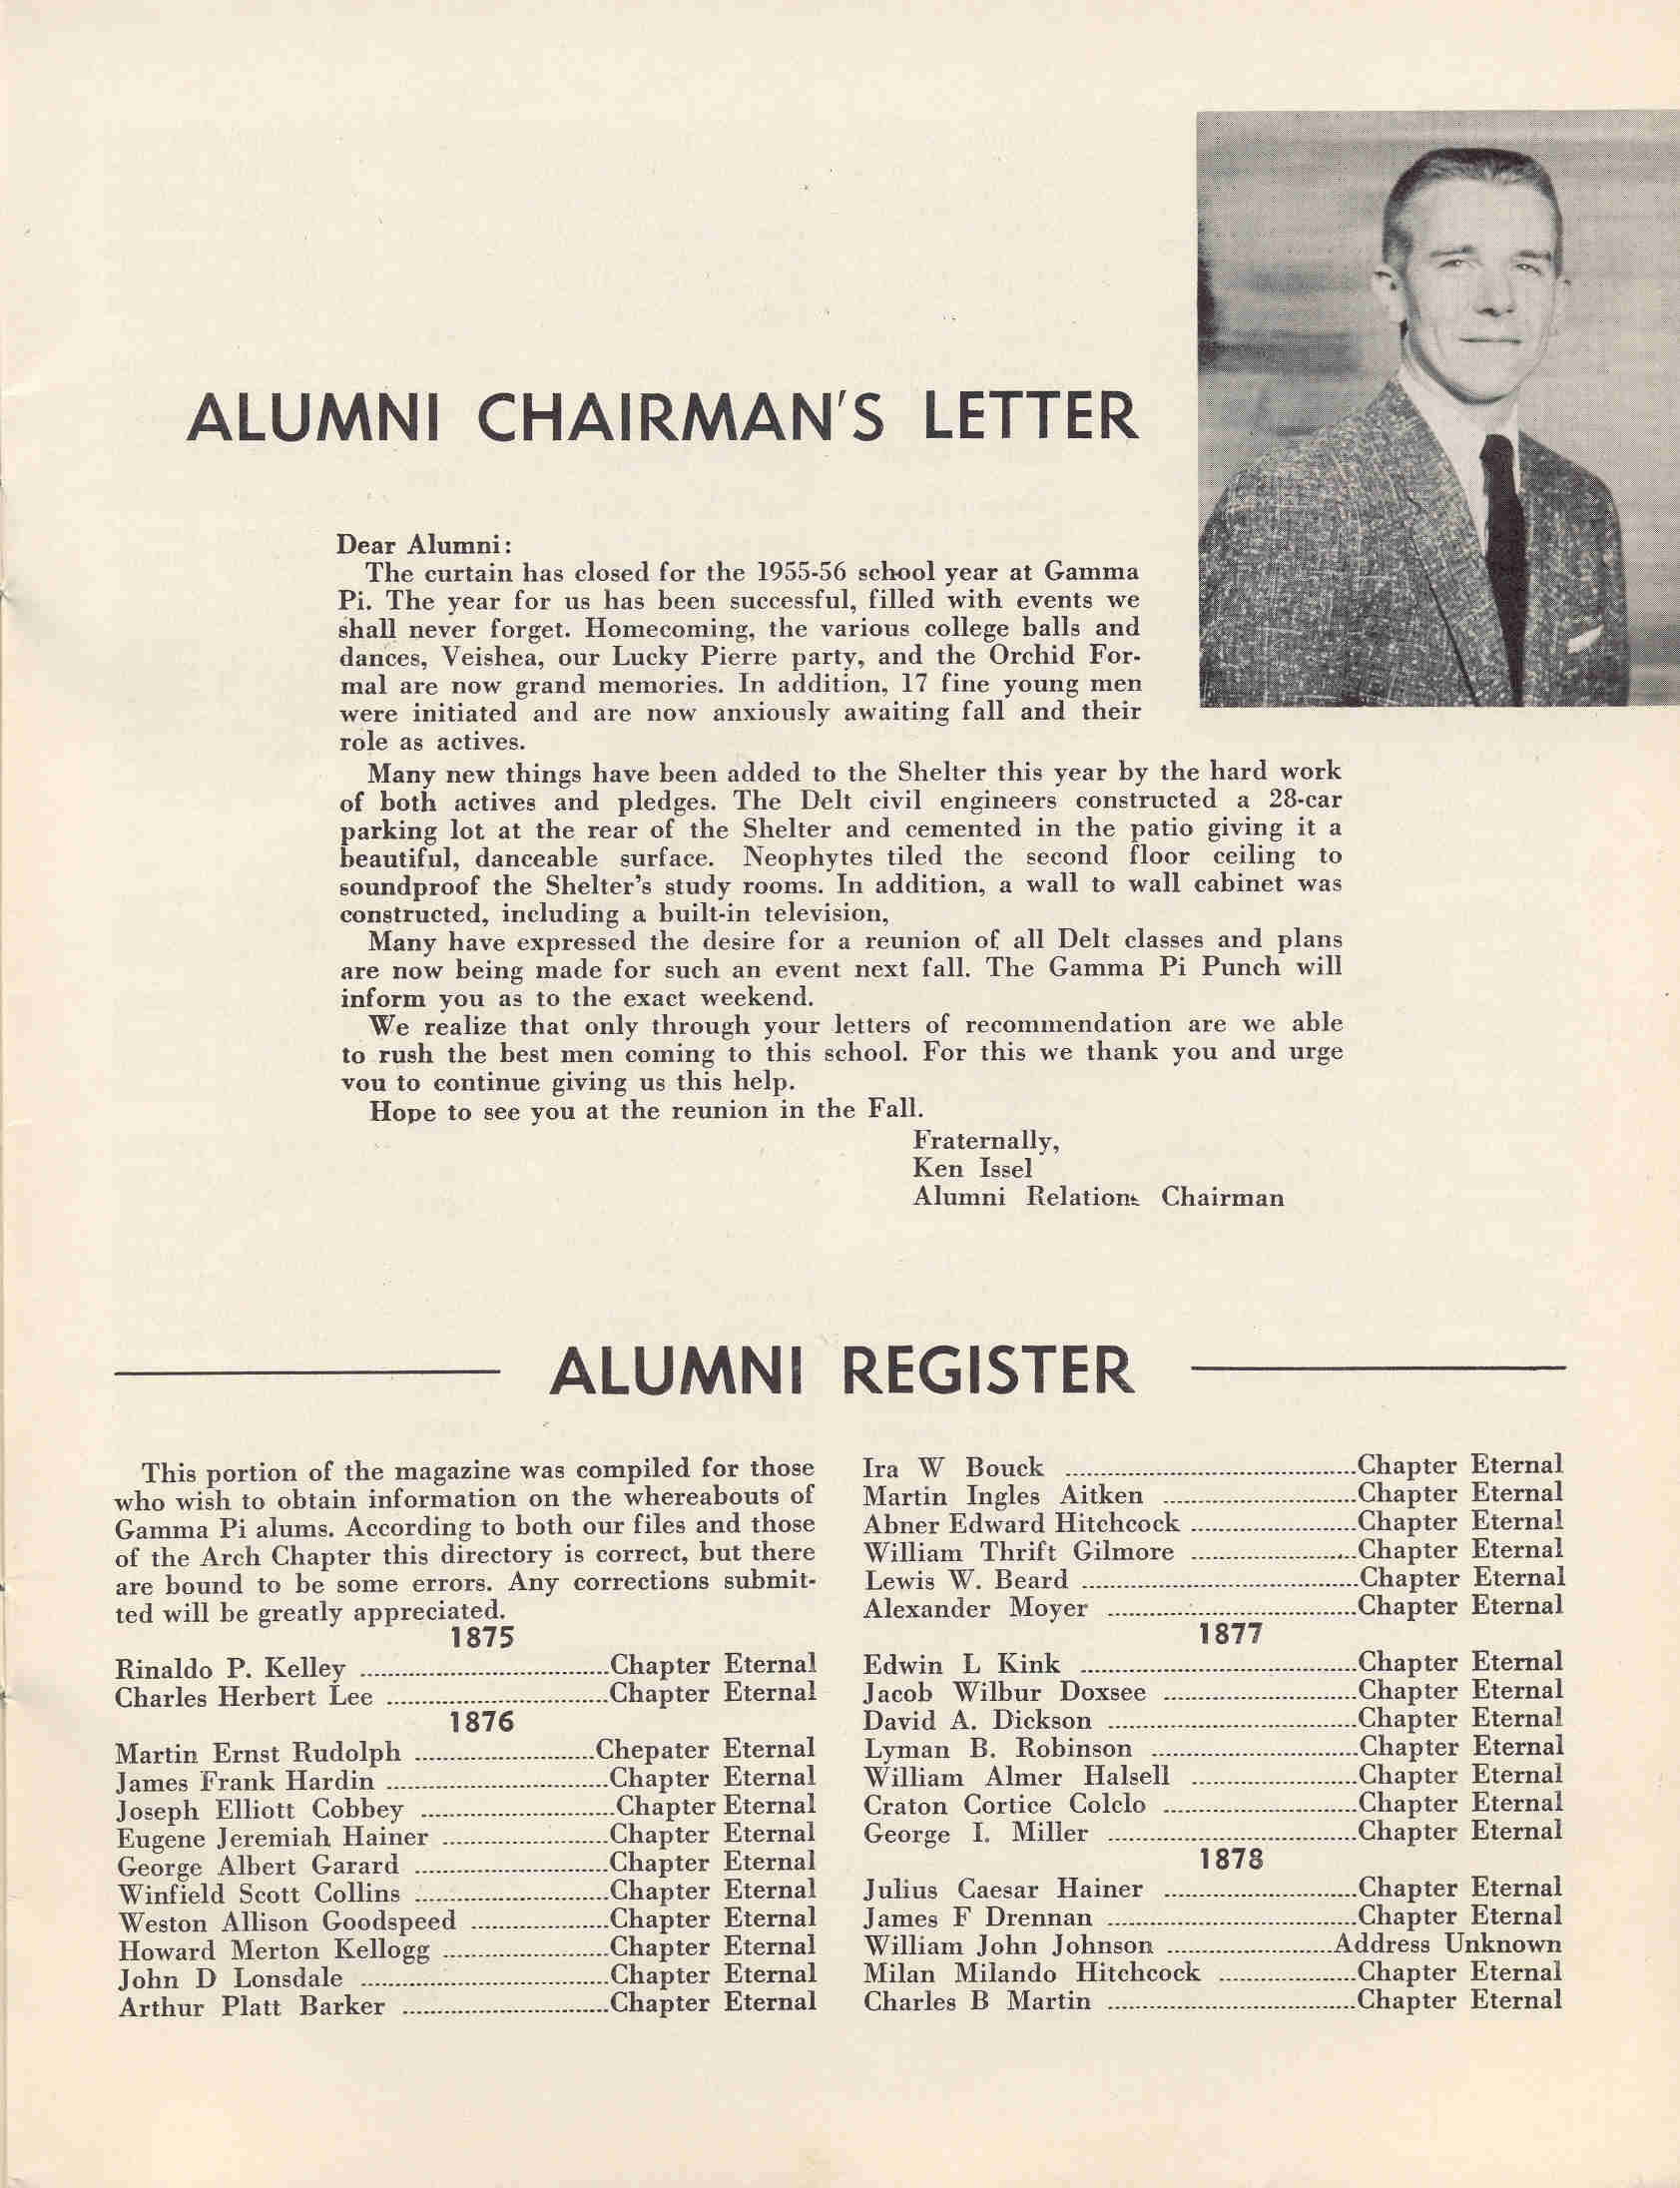 ALUMNI CHAIRMAN'S LETTER
Dear Alumni:
The curtain has closed for the 1955-56 school year at Gamma
Pi. The year for us has been successful, filled with events we
shall never forget. Homecoming, the various college balls and
dances, Veishea, our Lucky Pierre party, and the Orchid For-
mal are now grand memories. In addition, 17 fine young men
were initiated and are now anxiously awaiting fall and their
role as actives.
Many new things have been added to the Shelter this year by the hard work
of both actives and pledges. The Delt civil engineers constructed a 28-car
parking lot at the rear of the Shelter and cemented in the patio giving it a
beautiful, danceable surface. Neophytes tiled the second floor ceiling to
soundproof the Shelter's study rooms. In addition, a wall to wall cabinet was
constructed, including a built-in television,
Many have expressed the desire for a reunion of all Delt classes and plans
are now being made for such an event next fall. The Gamma Pi Punch will
inform you as to the exact weekend.
We realize that only through your letters of recommendation are we able
to rush the best men coming to this school. For this we thank you and urge
you to continue giving us this help.
Hope to see you at the reunion in the Fall.
Fraternally,
Ken Issel
Alumni Relations Chairman
ALUMNI REGISTER
This portion of the magazine was compiled for those
who wish to obtain information on the whereabouts of
Gamma Pi alums. According to both our files and those
of the Arch Chapter this directory is correct, but there
are bound to be some errors. Any corrections submit-
ted will be greatly appreciated.
1875
Rinaldo P. Kelley ....................Chapter Eternal
Charles Herbert Lee ....................Chapter Eternal
1876
Martin Ernst Rudolph ....................Chepater Eternal
James Frank Hardin ....................Chapter Eternal
Joseph Elliott Cobbey ....................Chapter Eternal
Eugene Jeremiah Hainer ....................Chapter Eternal
George Albert Garard ....................Chapter Eternal
Winfield Scott Collins ....................Chapter Eternal
Weston Allison Goodspeed ....................Chapter Eternal
Howard Merton Kellogg ....................Chapter Eternal
John D Lonsdale ....................Chapter Eternal
Arthur Platt Barker ....................Chapter Eternal
Ira W Bouck ....................Chapter Eternal
Martin Ingles Aitken ....................Chapter Eternal
Abner Edward Hitchcock ....................Chapter Eternal
William Thrift Gilmore ....................Chapter Eternal
Lewis W. Beard ....................Chapter Eternal
Alexander Moyer ....................Chapter Eternal
1877
Edwin L Kink ....................Chapter Eternal
Jacob Wilbur Doxsee ....................Chapter Eternal
David A. Dickson ....................Chapter Eternal
Lyman B. Robinson ....................Chapter Eternal
William Almer Halsell ....................Chapter Eternal
Craton Cortice Colclo ....................Chapter Eternal
George I. Miller ....................Chapter Eternal
1878
Julius Caesar Hainer ....................Chapter Eternal
James F Drennan ....................Chapter Eternal
William John Johnson ....................Address Unknown
Milan Milando Hitchcock ....................Chapter Eternal
Charles B Martin ....................Chapter Eternal